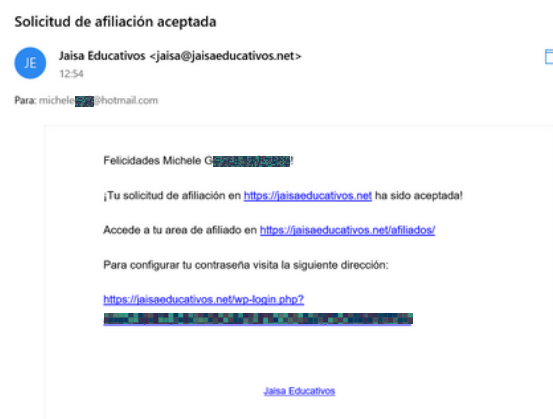 Solicitud de afiliación aceptada
JE
Jaisa Educativos <jaisa@jaisaeducativos.net>
12:54
Para: michele @hotmail.com
Felicidades Michele G !
¡Tu solicitud de afiliación en https://jaisaeducativos.net ha sido aceptada!
Accede a tu area de afiliado en https://jaisaeducativos.net/afiliados/
Para configurar tu contraseña visita la siguiente dirección:
https://jaisaeducativos.net/wp-login.php?
Jaisa Educativos